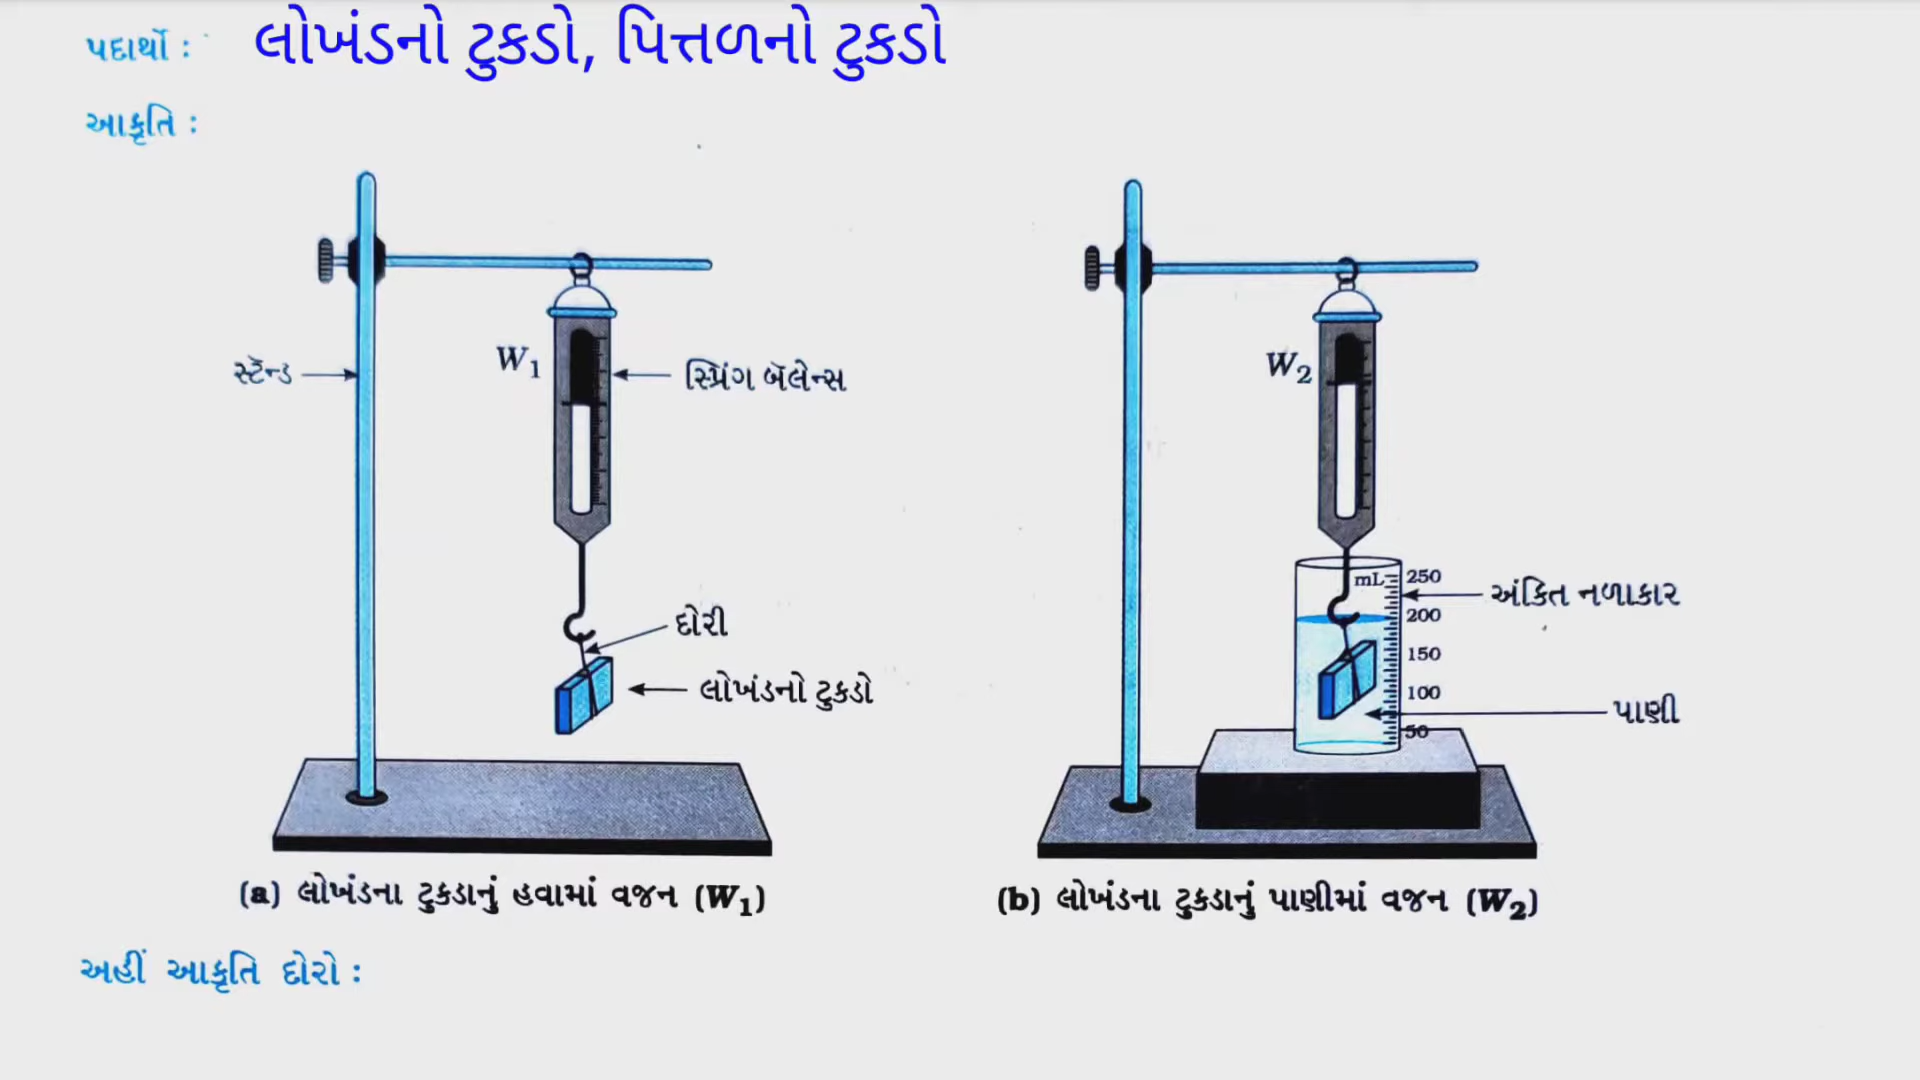 પદાર્થો : લોખંડનો ટુકડો, પિત્તળનો ટુકડો
આકૃતિ :
W1
સ્ટૅન્ડ
સ્પ્રિંગ બૅલેન્સ
દોરી
લોખંડનો ટુકડો
W2
mL
250
અંકિત નળાકાર
200
150
100
પાણી
50
(a) લોખંડના ટુકડાનું હવામાં વજન (W1)
(b) લોખંડના ટુકડાનું પાણીમાં વજન (W2)
અહીં આકૃતિ દોરો :